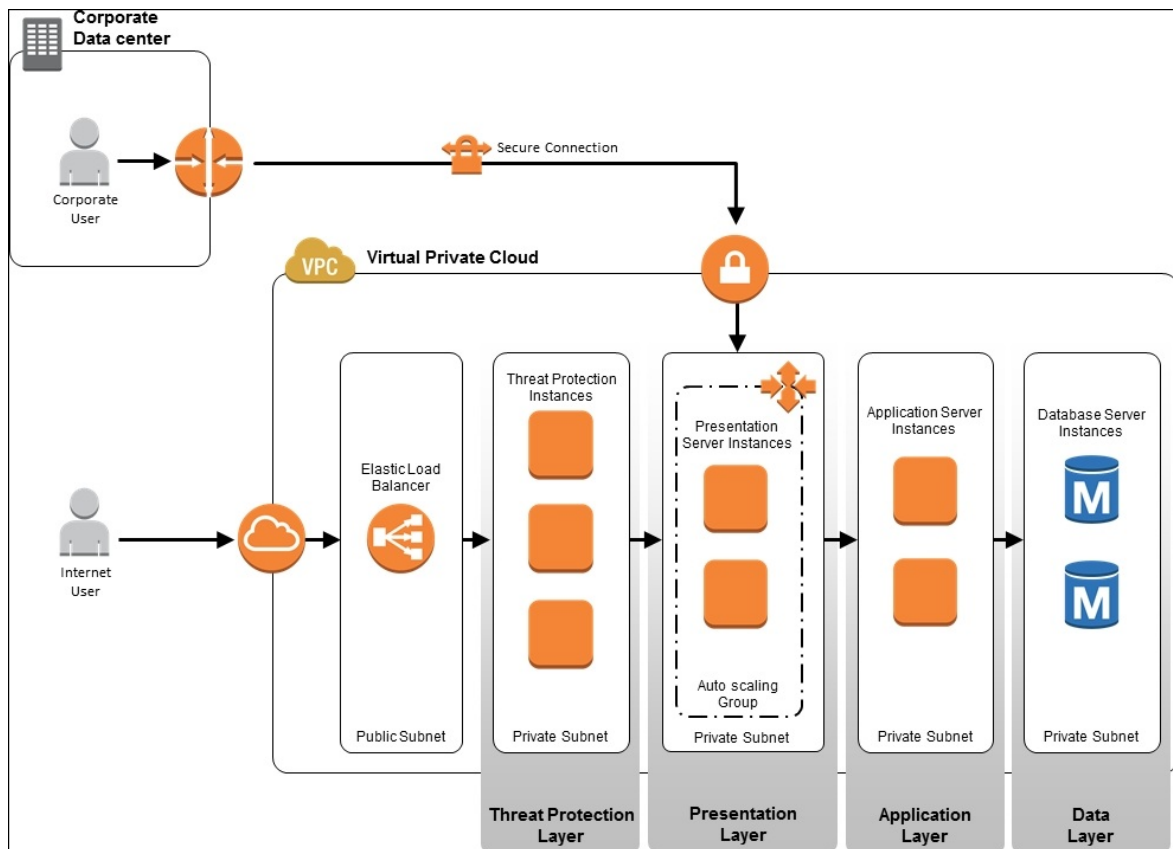 Corporate
Data center
Corporate
User
Secure Connection
VPC
Virtual Private Cloud
Internet
User
Elastic Load
Balancer
Public Subnet
Threat Protection
Instances
Private Subnet
Presentation
Server Instances
Auto scaling
Group
Private Subnet
Application Server
Instances
Private Subnet
Database Server
Instances
M
M
Private Subnet
Threat Protection
Layer
Presentation
Layer
Application
Layer
Data
Layer